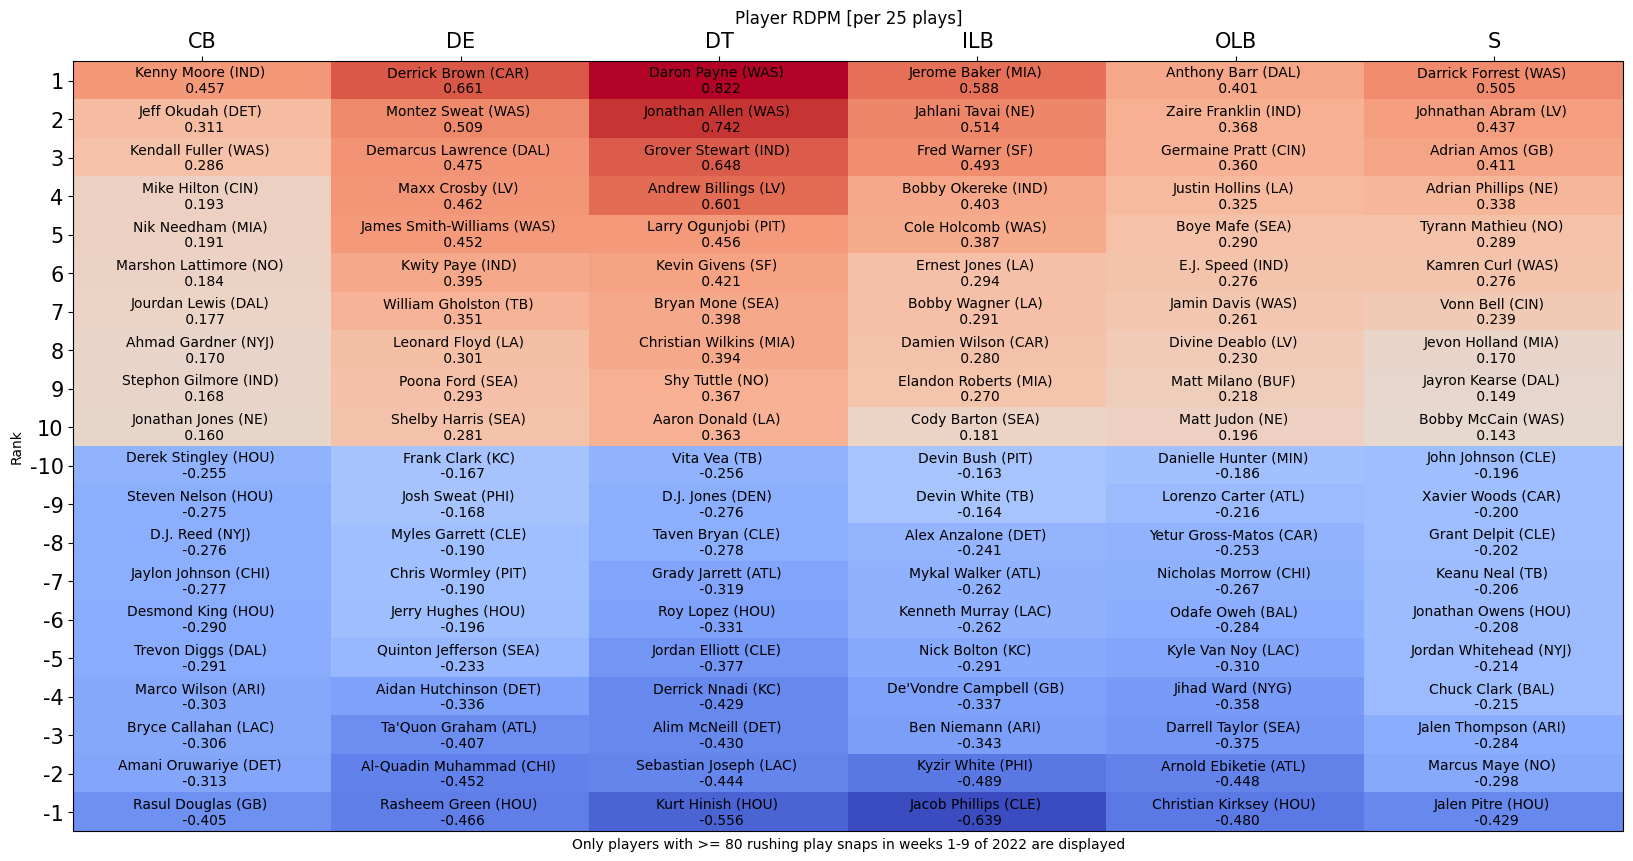 Player RDPM [per 25 plays]
CB DE DT ILB OLB S
1 Kenny Moore (IND) Derrick Brown (CAR) Daron Payne (WAS) Jerome Baker (MIA) Anthony Barr (DAL) Darrick Forrest (WAS)
0.457 0.661 0.822 0.588 0.401 0.505
2 Jeff Okudah (DET) Montez Sweat (WAS) Jonathan Allen (WAS) Jahlani Tavai (NE) Zaire Franklin (IND) Johnathan Abram (LV)
0.311 0.509 0.742 0.514 0.368 0.437
3 Kendall Fuller (WAS) Demarcus Lawrence (DAL) Grover Stewart (IND) Fred Warner (SF) Germaine Pratt (CIN) Adrian Amos (GB)
0.286 0.475 0.648 0.493 0.360 0.411
4 Mike Hilton (CIN) Maxx Crosby (LV) Andrew Billings (LV) Bobby Okereke (IND) Justin Hollins (LA) Adrian Phillips (NE)
0.193 0.462 0.601 0.403 0.325 0.338
5 Nik Needham (MIA) James Smith-Williams (WAS) Larry Ogunjobi (PIT) Cole Holcomb (WAS) Boye Mafe (SEA) Tyrann Mathieu (NO)
0.191 0.452 0.456 0.387 0.290 0.289
6 Marshon Lattimore (NO) Kwity Paye (IND) Kevin Givens (SF) Ernest Jones (LA) E.J. Speed (IND) Kamren Curl (WAS)
0.184 0.395 0.421 0.294 0.276 0.276
7 Jourdan Lewis (DAL) William Gholston (TB) Bryan Mone (SEA) Bobby Wagner (LA) Jamin Davis (WAS) Vonn Bell (CIN)
0.177 0.351 0.398 0.291 0.261 0.239
8 Ahmad Gardner (NYJ) Leonard Floyd (LA) Christian Wilkins (MIA) Damien Wilson (CAR) Divine Deablo (LV) Jevon Holland (MIA)
0.170 0.301 0.394 0.280 0.230 0.170
9 Stephon Gilmore (IND) Poona Ford (SEA) Shy Tuttle (NO) Elandon Roberts (MIA) Matt Milano (BUF) Jayron Kearse (DAL)
0.168 0.293 0.367 0.270 0.218 0.149
10 Jonathan Jones (NE) Shelby Harris (SEA) Aaron Donald (LA) Cody Barton (SEA) Matt Judon (NE) Bobby McCain (WAS)
0.160 0.281 0.363 0.181 0.196 0.143
Rank
-10 Derek Stingley (HOU) Frank Clark (KC) Vita Vea (TB) Devin Bush (PIT) Danielle Hunter (MIN) John Johnson (CLE)
-0.255 -0.167 -0.256 -0.163 -0.186 -0.196
-9 Steven Nelson (HOU) Josh Sweat (PHI) D.J. Jones (DEN) Devin White (TB) Lorenzo Carter (ATL) Xavier Woods (CAR)
-0.275 -0.168 -0.276 -0.164 -0.216 -0.200
-8 D.J. Reed (NYJ) Myles Garrett (CLE) Taven Bryan (CLE) Alex Anzalone (DET) Yetur Gross-Matos (CAR) Grant Delpit (CLE)
-0.276 -0.190 -0.278 -0.241 -0.253 -0.202
-7 Jaylon Johnson (CHI) Chris Wormley (PIT) Grady Jarrett (ATL) Mykal Walker (ATL) Nicholas Morrow (CHI) Keanu Neal (TB)
-0.277 -0.190 -0.319 -0.262 -0.267 -0.206
-6 Desmond King (HOU) Jerry Hughes (HOU) Roy Lopez (HOU) Kenneth Murray (LAC) Odafe Oweh (BAL) Jonathan Owens (HOU)
-0.290 -0.196 -0.331 -0.262 -0.284 -0.208
-5 Trevon Diggs (DAL) Quinton Jefferson (SEA) Jordan Elliott (CLE) Nick Bolton (KC) Kyle Van Noy (LAC) Jordan Whitehead (NYJ)
-0.291 -0.233 -0.377 -0.291 -0.310 -0.214
-4 Marco Wilson (ARI) Aidan Hutchinson (DET) Derrick Nnadi (KC) De'Vondre Campbell (GB) Jihad Ward (NYG) Chuck Clark (BAL)
-0.303 -0.336 -0.429 -0.337 -0.358 -0.215
-3 Bryce Callahan (LAC) Ta'Quon Graham (ATL) Alim McNeill (DET) Ben Niemann (ARI) Darrell Taylor (SEA) Jalen Thompson (ARI)
-0.306 -0.407 -0.430 -0.343 -0.375 -0.284
-2 Amani Oruwariye (DET) Al-Quadin Muhammad (CHI) Sebastian Joseph (LAC) Kyzir White (PHI) Arnold Ebiketie (ATL) Marcus Maye (NO)
-0.313 -0.452 -0.444 -0.489 -0.448 -0.298
-1 Rasul Douglas (GB) Rasheem Green (HOU) Kurt Hinish (HOU) Jacob Phillips (CLE) Christian Kirksey (HOU) Jalen Pitre (HOU)
-0.405 -0.466 -0.556 -0.639 -0.480 -0.429
Only players with >= 80 rushing play snaps in weeks 1-9 of 2022 are displayed